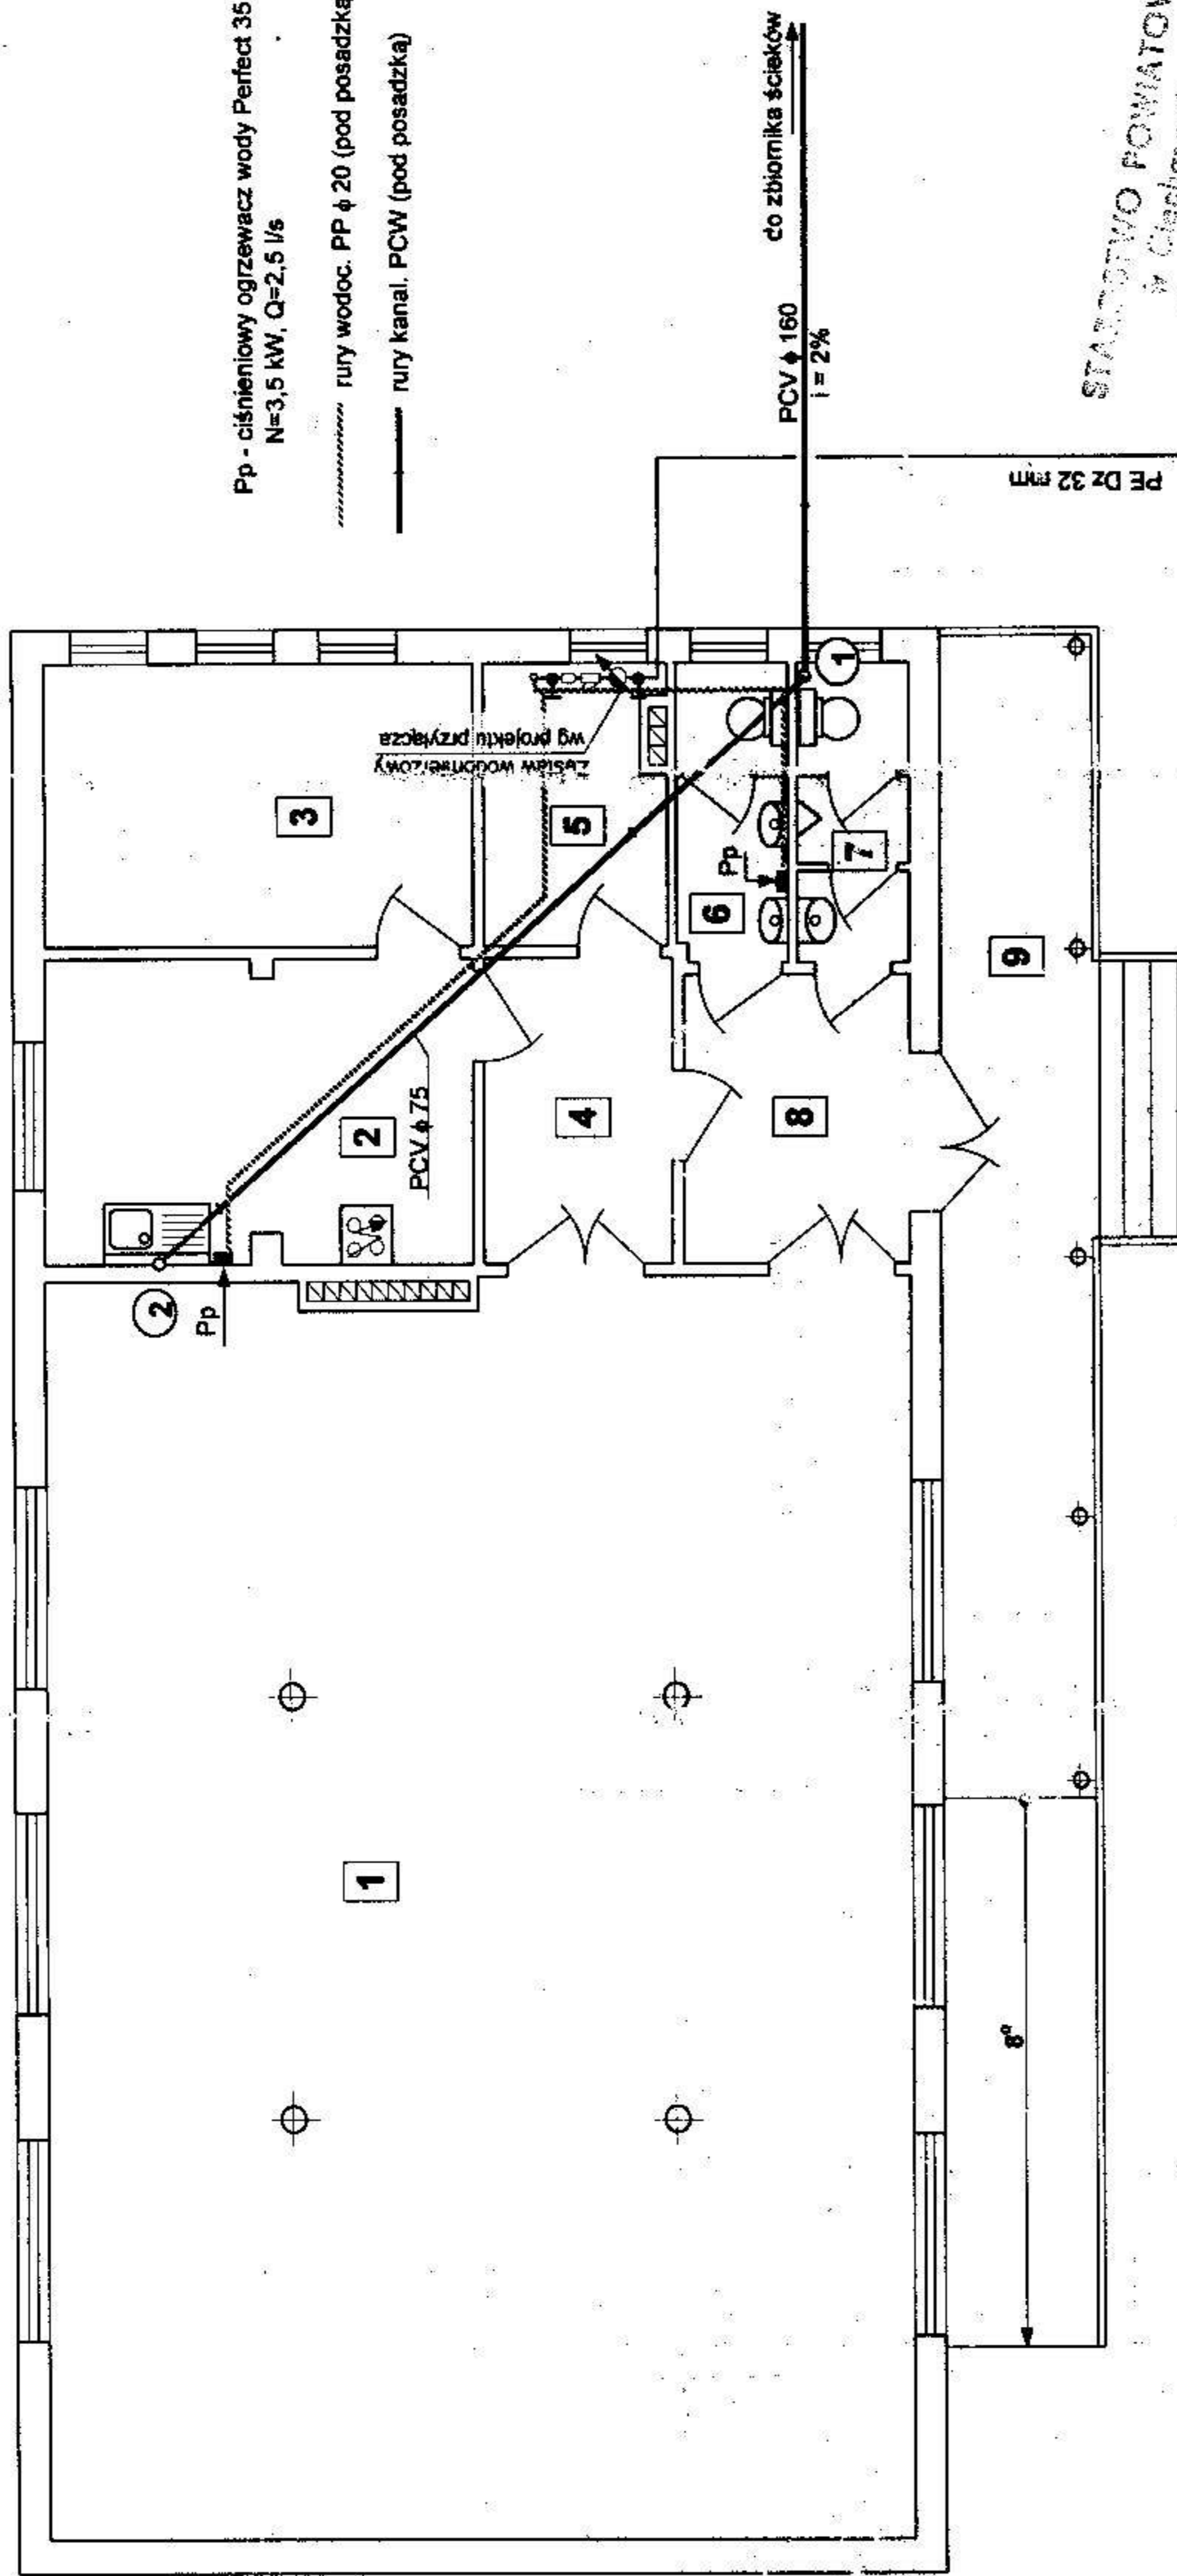 Pp - ciśnieniowy ogrzewacz wody Perfect 35
N=3,5 kW, Q=2,5 l/s
rury wodoc. PP ϕ 20 (pod posadzką
rury kanal. PCW (pod posadzką)
do zbiornika ścieków
PCV ϕ 160
i = 2%
PE Dz 32 mm
STAROSTWO POWIATOW
w
zestaw wodomierzowy
wg projektu przyłącza
3
5
1
Pp
6
7
9
2
PCV ϕ 75
4
8
2
Pp
1
8°